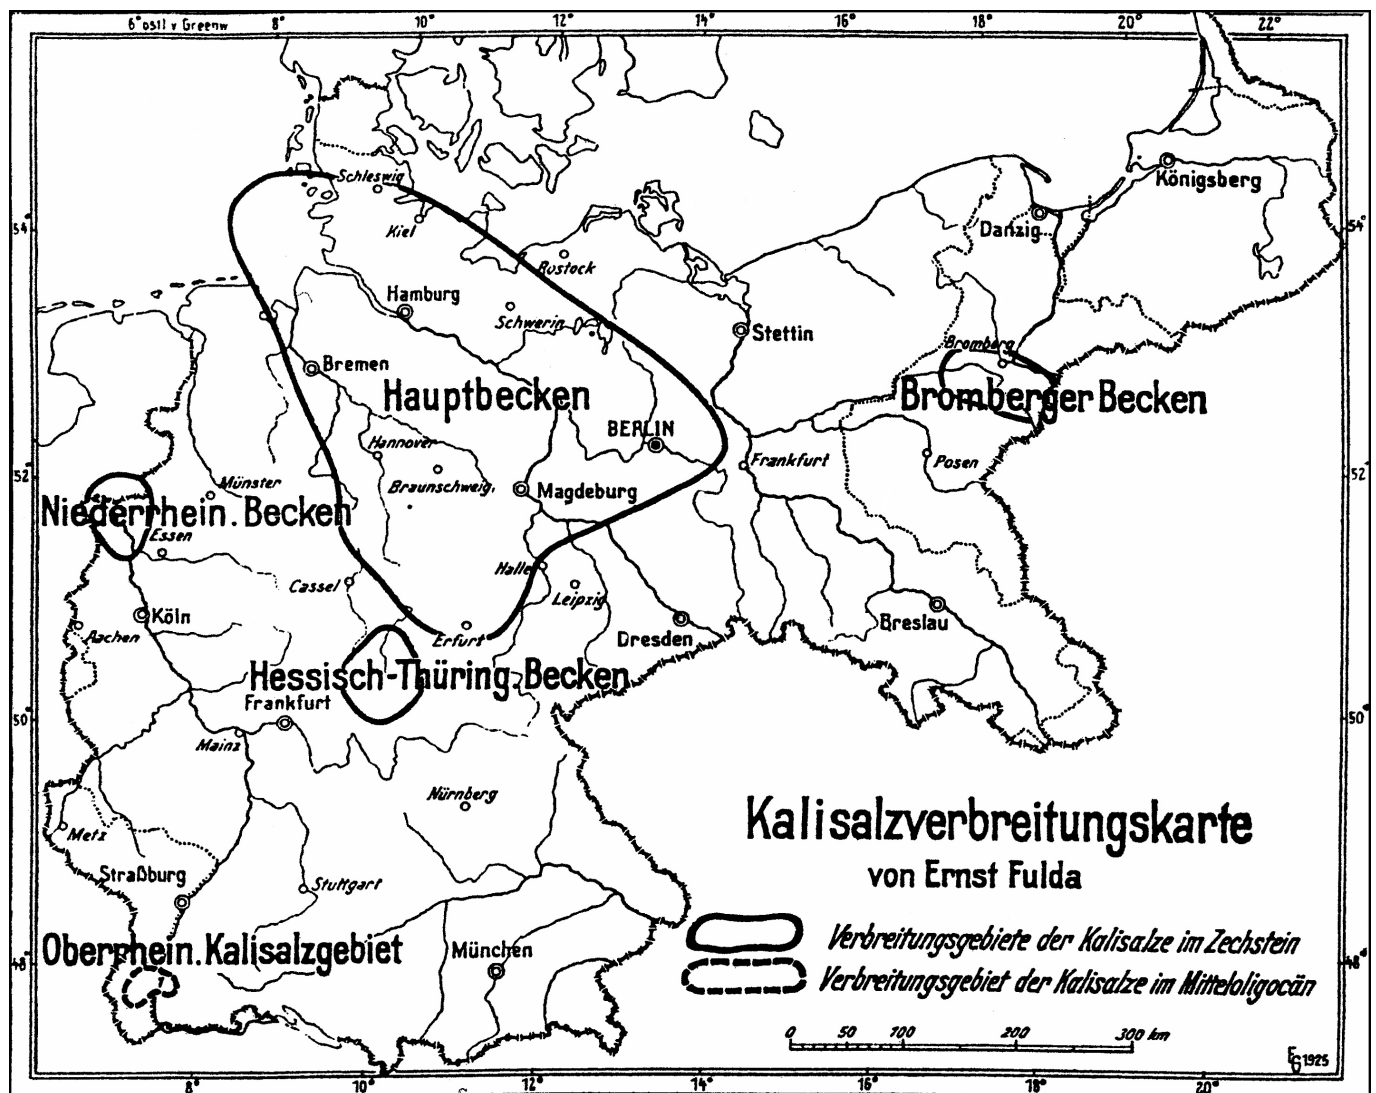 6° östl v Greenw
8°
10°
12°
14°
16°
18°
20°
22°
Schleswig
Königsberg
54°
Kiel
Danzig
54°
Rostock
Hamburg
Schwerin
Stettin
Bremen
Bromberg
Hauptbecken
Bromberger Becken
BERLIN
Hannover
Frankfurt
Posen
52°
52°
Münster
Braunschweig.
Magdeburg
Niederrhein. Becken
Essen
Halle
Cassel
Leipzig
Köln
Breslau
Aachen
Erfurt
Dresden
Hessisch-Thüring. Becken
Frankfurt
50°
50°
Mainz
Nürnberg
Metz
Kalisalzverbreitungskarte
von Ernst Fulda
Straßburg
Stuttgart
Oberrhein. Kalisalzgebiet
München
Verbreitungsgebiete der Kalisalze im Zechstein
48°
48°
Verbreitungsgebiet der Kalisalze im Mitteloligocän
0 50 100 200 300 km
1925
8°
10°
12°
14°
16°
18°
20°